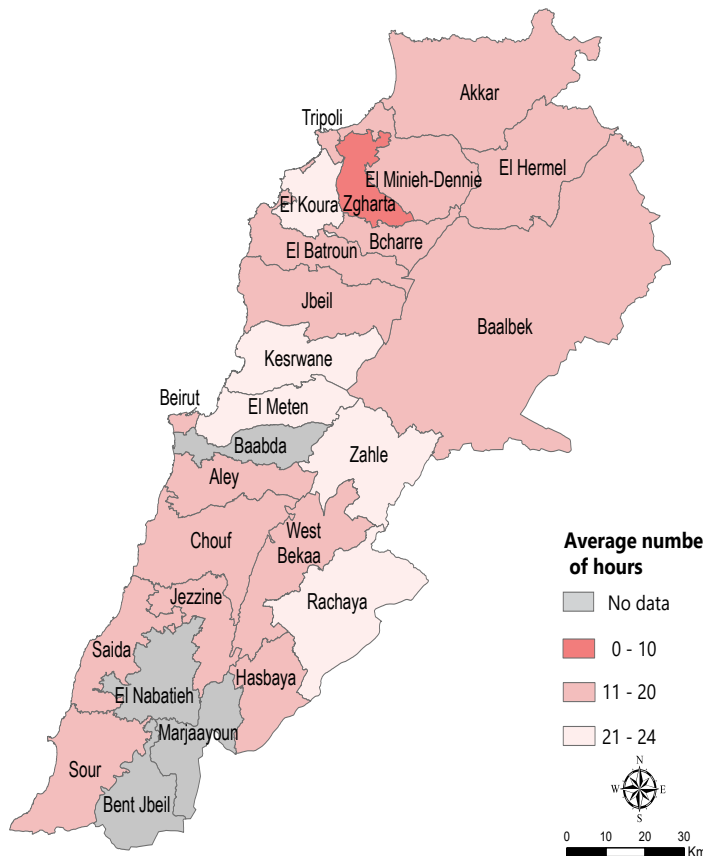 Akkar
Tripoli
El Hermel
El Minieh-Dennie
El Koura
Zgharta
Bcharre
El Batroun
Jbeil
Baalbek
Kesrwane
Beirut
El Meten
Baabda
Zahle
Aley
Chouf
West
Bekaa
Jezzine
Rachaya
Saida
Hasbaya
El Nabatieh
Marjaayoun
Sour
Bent Jbeil
Average numbe
of hours
No data
0 - 10
11 - 20
21 - 24
N
W E
S
0 10 20 30
Km